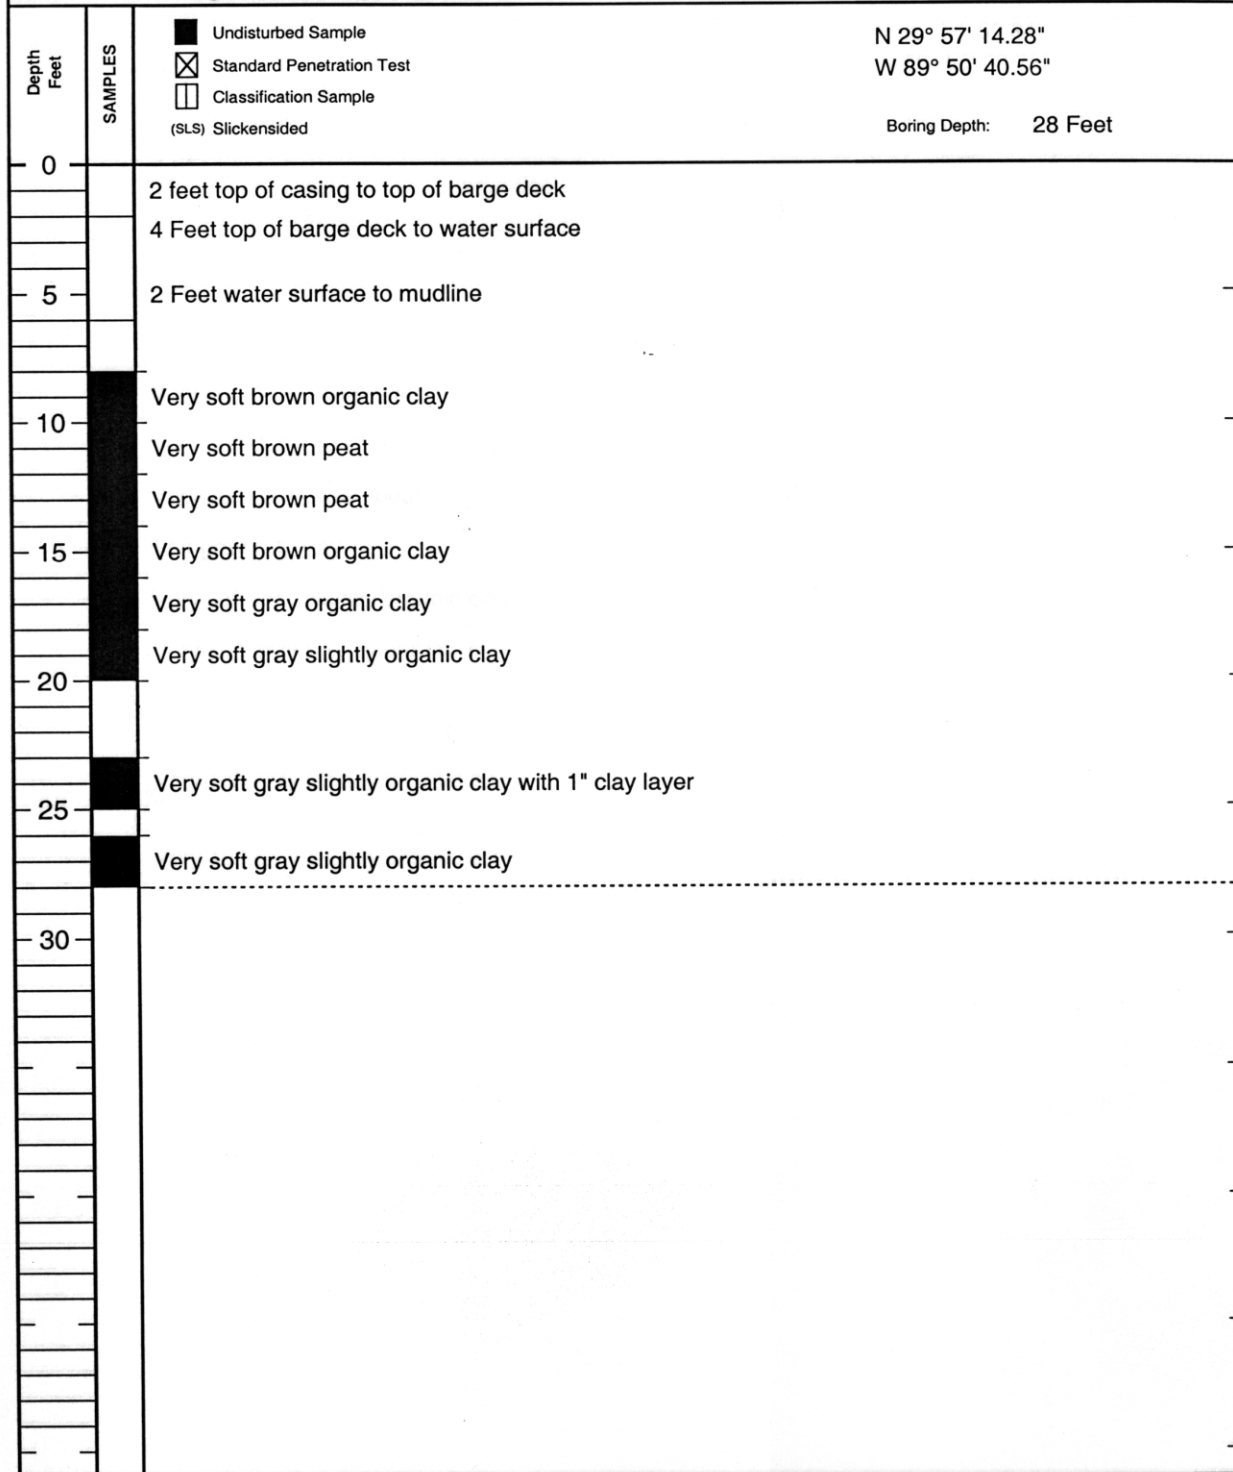 Depth
Feet
SAMPLES
Undisturbed Sample
Standard Penetration Test
Classification Sample
(SLS) Slickensided
N 29° 57' 14.28"
W 89° 50' 40.56"
Boring Depth: 28 Feet
0
2 feet top of casing to top of barge deck
4 Feet top of barge deck to water surface
5
2 Feet water surface to mudline
Very soft brown organic clay
10
Very soft brown peat
Very soft brown peat
15
Very soft brown organic clay
Very soft gray organic clay
Very soft gray slightly organic clay
20
Very soft gray slightly organic clay with 1" clay layer
25
Very soft gray slightly organic clay
30